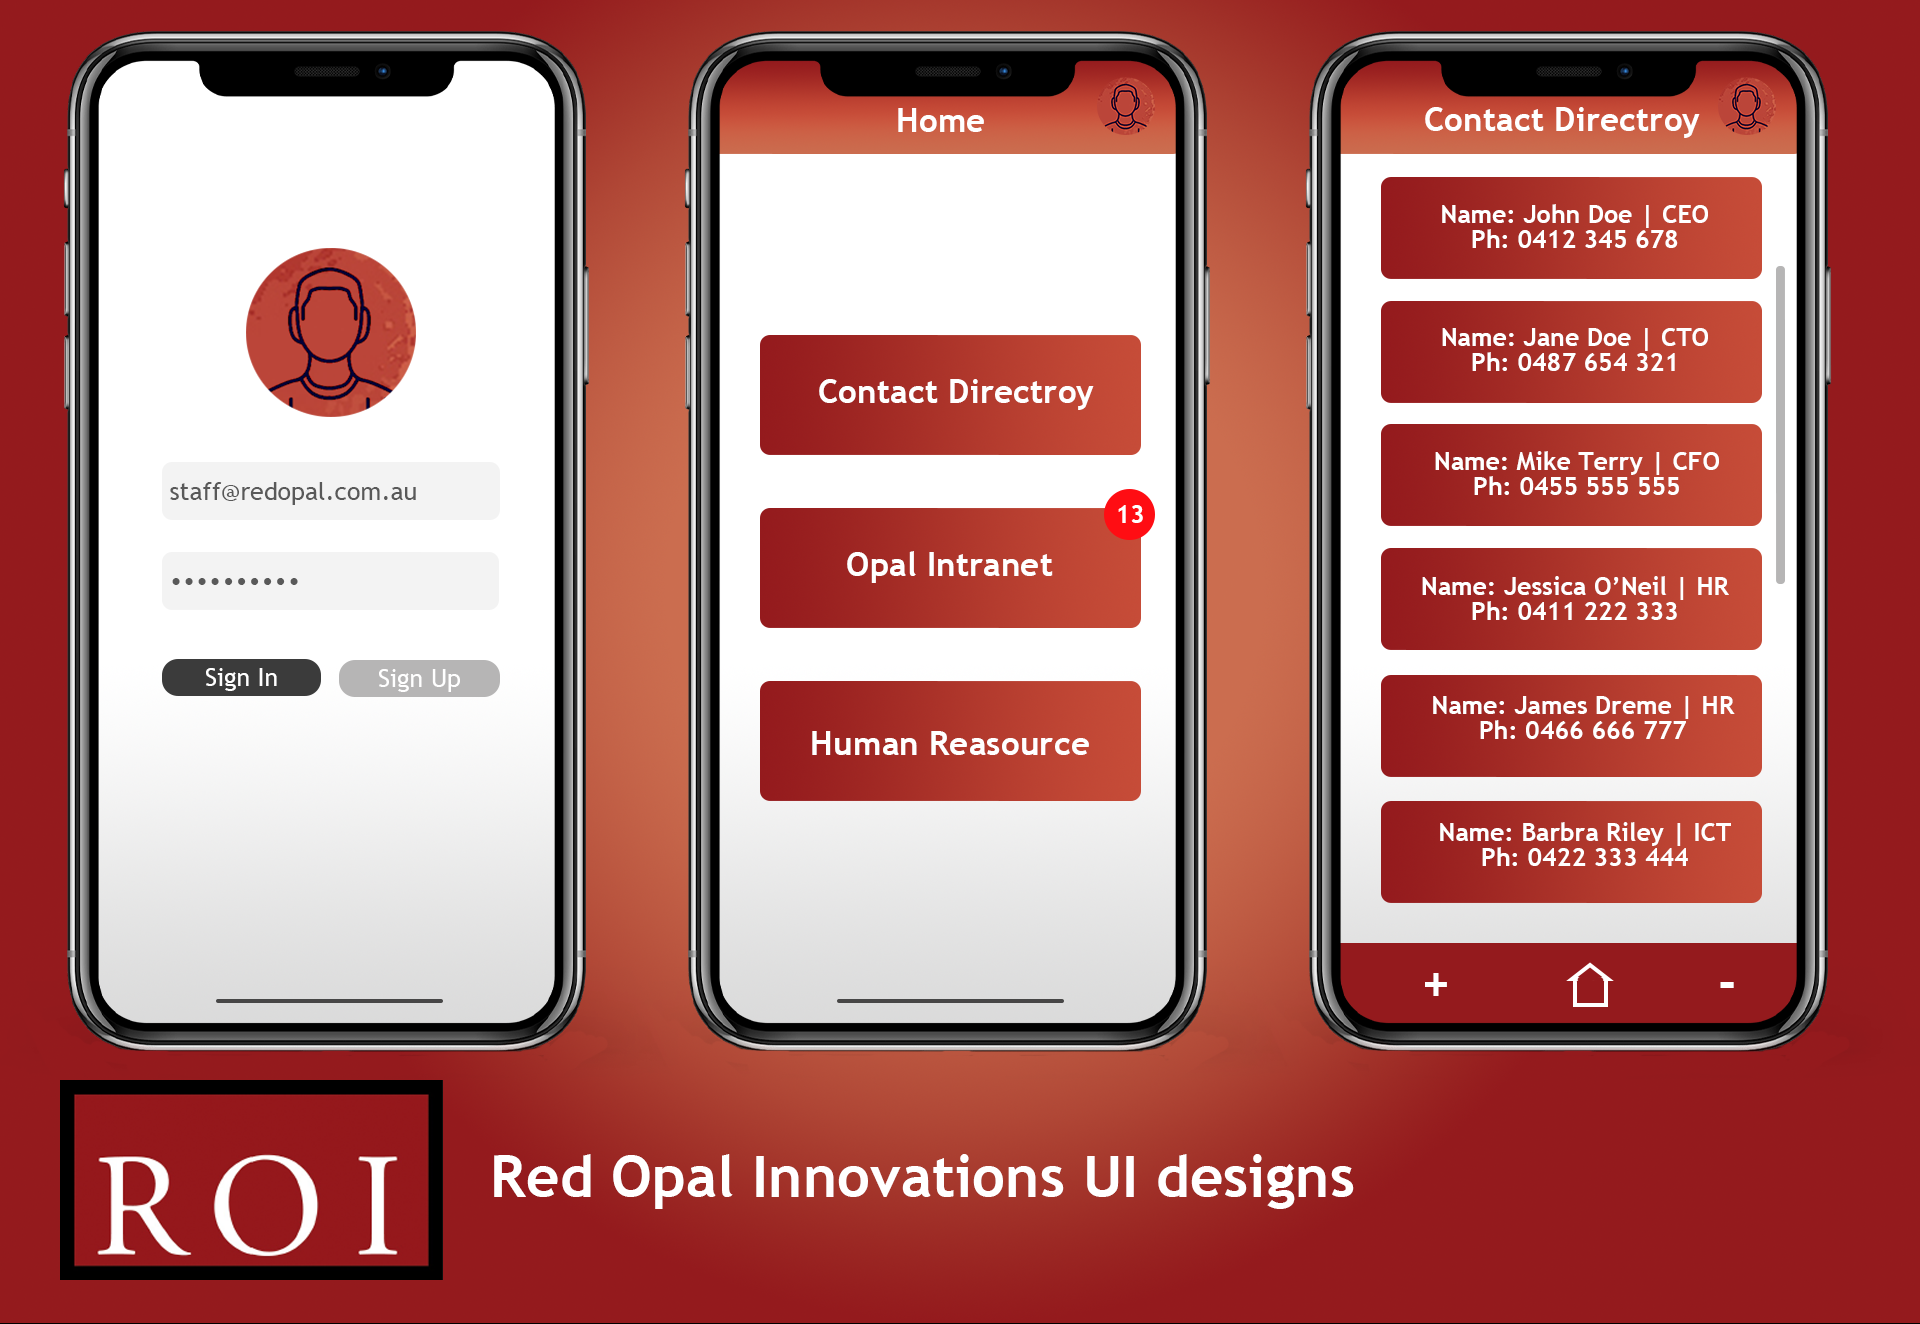 staff@redopal.com.au
••••••••••
Sign In
Sign Up
Home
Contact Directroy
Opal Intranet
13
Human Reasource
Contact Directroy
Name: John Doe | CEO
Ph: 0412 345 678
Name: Jane Doe | CTO
Ph: 0487 654 321
Name: Mike Terry | CFO
Ph: 0455 555 555
Name: Jessica O’Neil | HR
Ph: 0411 222 333
Name: James Dreme | HR
Ph: 0466 666 777
Name: Barbra Riley | ICT
Ph: 0422 333 444
+
-
ROI
Red Opal Innovations UI designs